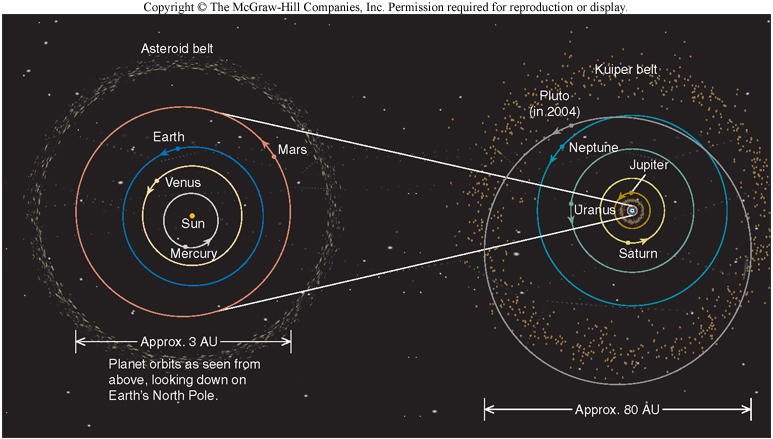 Copyright © The McGraw-Hill Companies, Inc. Permission required for reproduction or display.
Asteroid belt
Earth
Mars
Venus
Sun
Mercury
Approx. 3 AU
Planet orbits as seen from
above, looking down on
Earth's North Pole.
Kuiper belt
Pluto
(in 2004)
Neptune
Jupiter
Uranus
Saturn
Approx. 80 AU